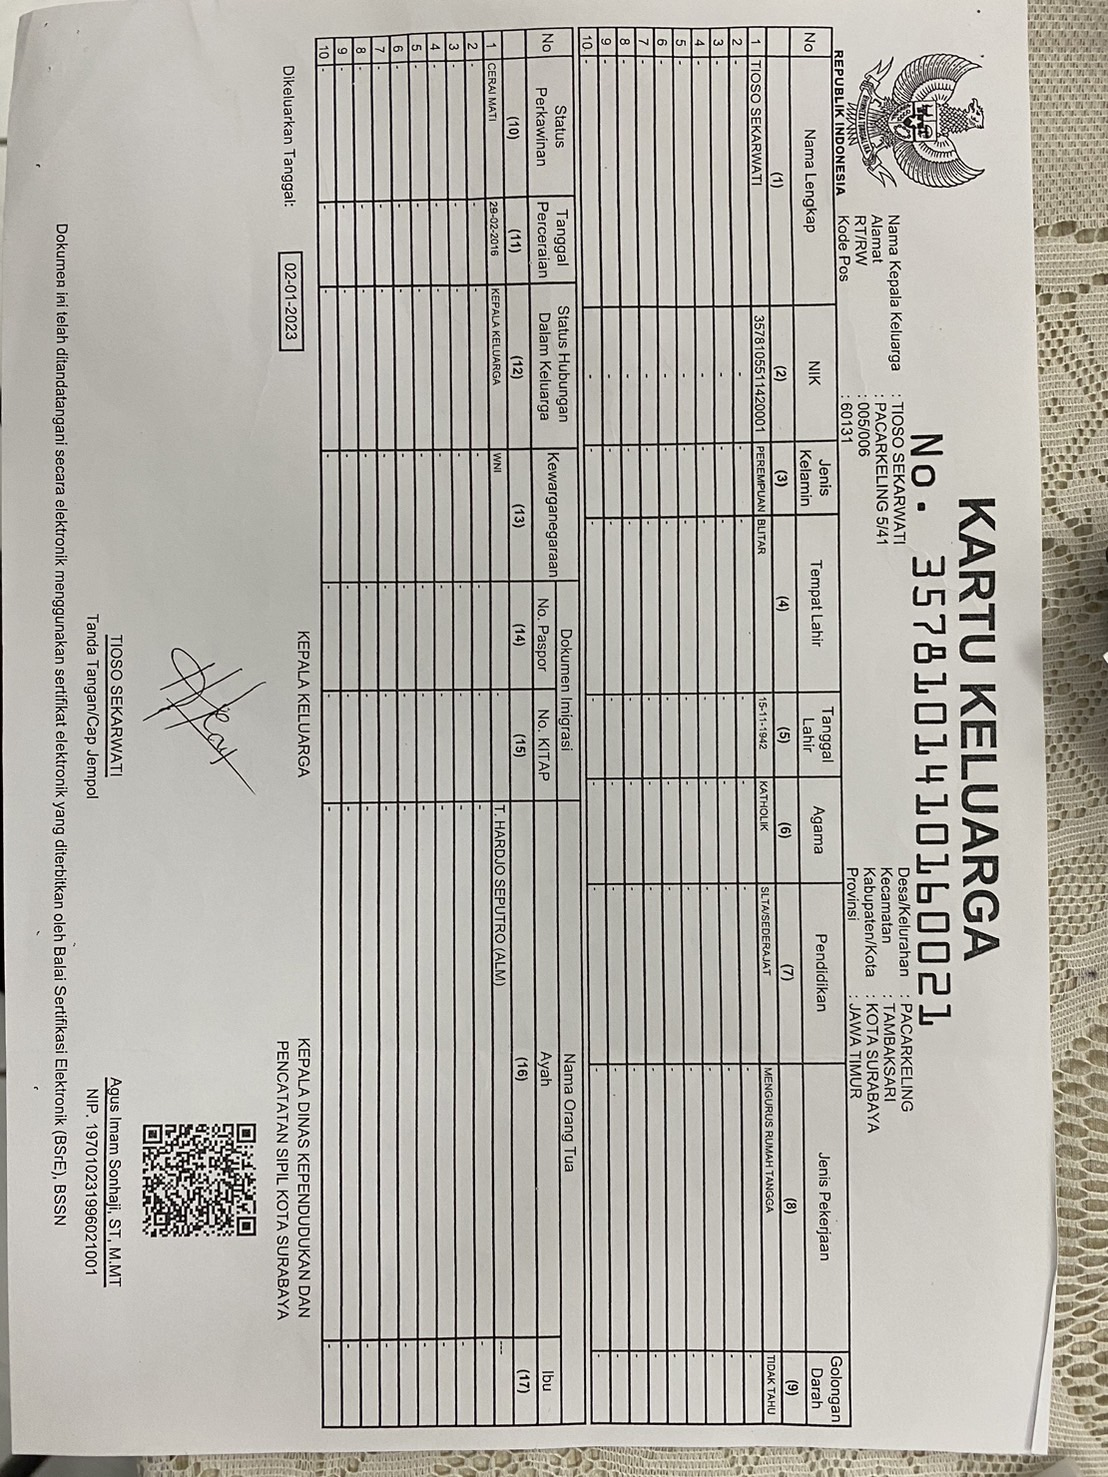 KARTU KELUARGA
No. 3578101410160021
REPUBLIK INDONESIA
Nama Kepala Keluarga : TIOSO SEKARWATI
Alamat : PACARKELING 5/41
RT/RW : 005/006
Kode Pos : 60131
Desa/Kelurahan : PACARKELING
Kecamatan : TAMBAKSARI
Kabupaten/Kota : KOTA SURABAYA
Provinsi : JAWA TIMUR
No Nama Lengkap NIK Jenis Kelamin Tempat Lahir Tanggal Lahir Agama Pendidikan Jenis Pekerjaan Golongan Darah
(1) (2) (3) (4) (5) (6) (7) (8) (9)
1 TIOSO SEKARWATI 3578105511420001 PEREMPUAN BLITAR 15-11-1942 KATHOLIK SLTA/SEDERAJAT MENGURUS RUMAH TANGGA TIDAK TAHU
2 - - - - - - - - -
3 - - - - - - - - -
4 - - - - - - - - -
5 - - - - - - - - -
6 - - - - - - - - -
7 - - - - - - - - -
8 - - - - - - - - -
9 - - - - - - - - -
10 - - - - - - - - -
No Status Perkawinan Tanggal Perceraian Status Hubungan Dalam Keluarga Kewarganegaraan Dokumen Imigrasi Nama Orang Tua
No. Paspor No. KITAP Ayah Ibu
(10) (11) (12) (13) (14) (15) (16) (17)
1 CERAI MATI 29-02-2016 KEPALA KELUARGA WNI - - T. HARDJO SEPUTRO (ALM) ---
2 - - - - - - - -
3 - - - - - - - -
4 - - - - - - - -
5 - - - - - - - -
6 - - - - - - - -
7 - - - - - - - -
8 - - - - - - - -
9 - - - - - - - -
10 - - - - - - - -
Dikeluarkan Tanggal: 02-01-2023
KEPALA KELUARGA
TIOSO SEKARWATI
Tanda Tangan/Cap Jempol
KEPALA DINAS KEPENDUDUKAN DAN
PENCATATAN SIPIL KOTA SURABAYA
Agus Imam Sonhaji, ST, M.MT
NIP. 197010231996021001
Dokumen ini telah ditandatangani secara elektronik menggunakan sertifikat elektronik yang diterbitkan oleh Balai Sertifikasi Elektronik (BSrE), BSSN